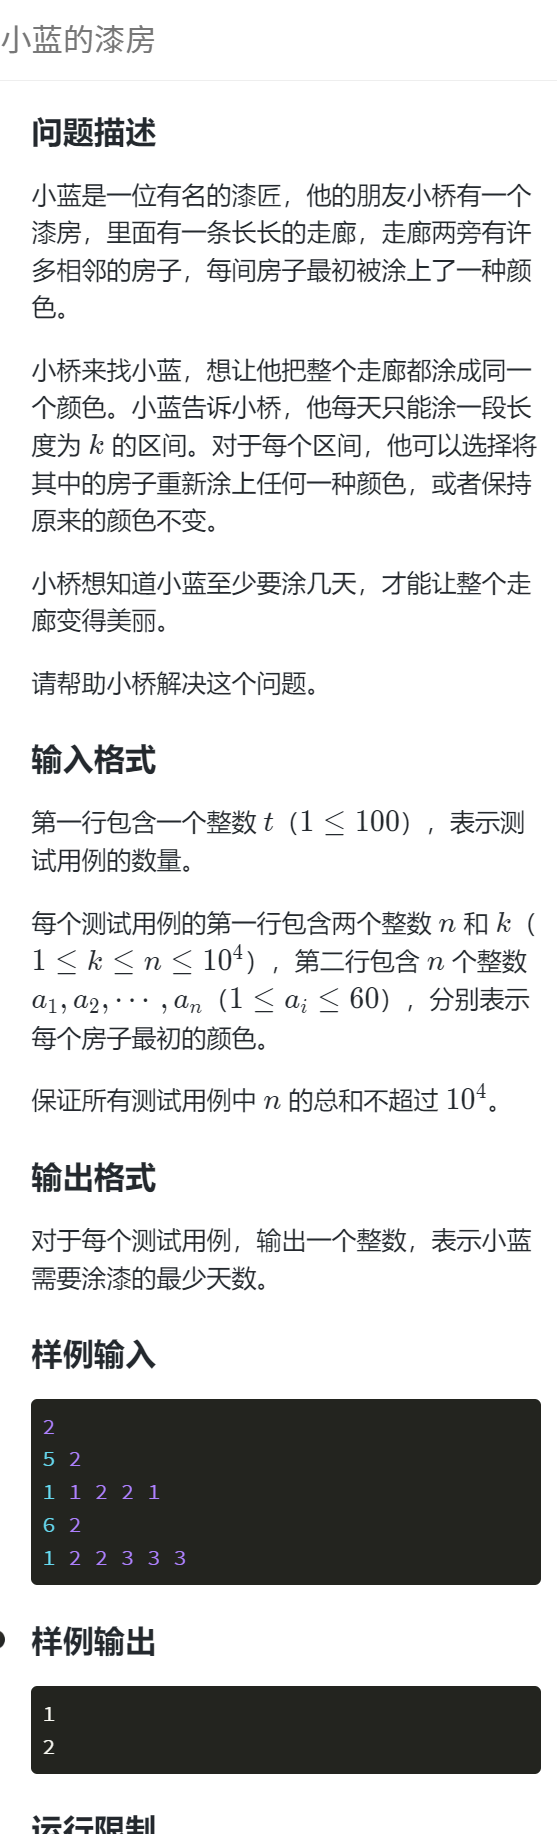 小蓝的漆房
问题描述
小蓝是一位有名的漆匠，他的朋友小桥有一个
漆房，里面有一条长长的走廊，走廊两旁有许
多相邻的房子，每间房子最初被涂上了一种颜
色。
小桥来找小蓝，想让他把整个走廊都涂成同一
个颜色。小蓝告诉小桥，他每天只能涂一段长
度为 k 的区间。对于每个区间，他可以选择将
其中的房子重新涂上任何一种颜色，或者保持
原来的颜色不变。
小桥想知道小蓝至少要涂几天，才能让整个走
廊变得美丽。
请帮助小桥解决这个问题。
输入格式
第一行包含一个整数 t（1 ≤ 100），表示测
试用例的数量。
每个测试用例的第一行包含两个整数 n 和 k（
1 ≤ k ≤ n ≤ 10⁴），第二行包含 n 个整数
a₁, a₂, ⋯ , aₙ（1 ≤ aᵢ ≤ 60），分别表示
每个房子最初的颜色。
保证所有测试用例中 n 的总和不超过 10⁴。
输出格式
对于每个测试用例，输出一个整数，表示小蓝
需要涂漆的最少天数。
样例输入
2
5 2
1 1 2 2 1
6 2
1 2 2 3 3 3
样例输出
1
2
运行限制